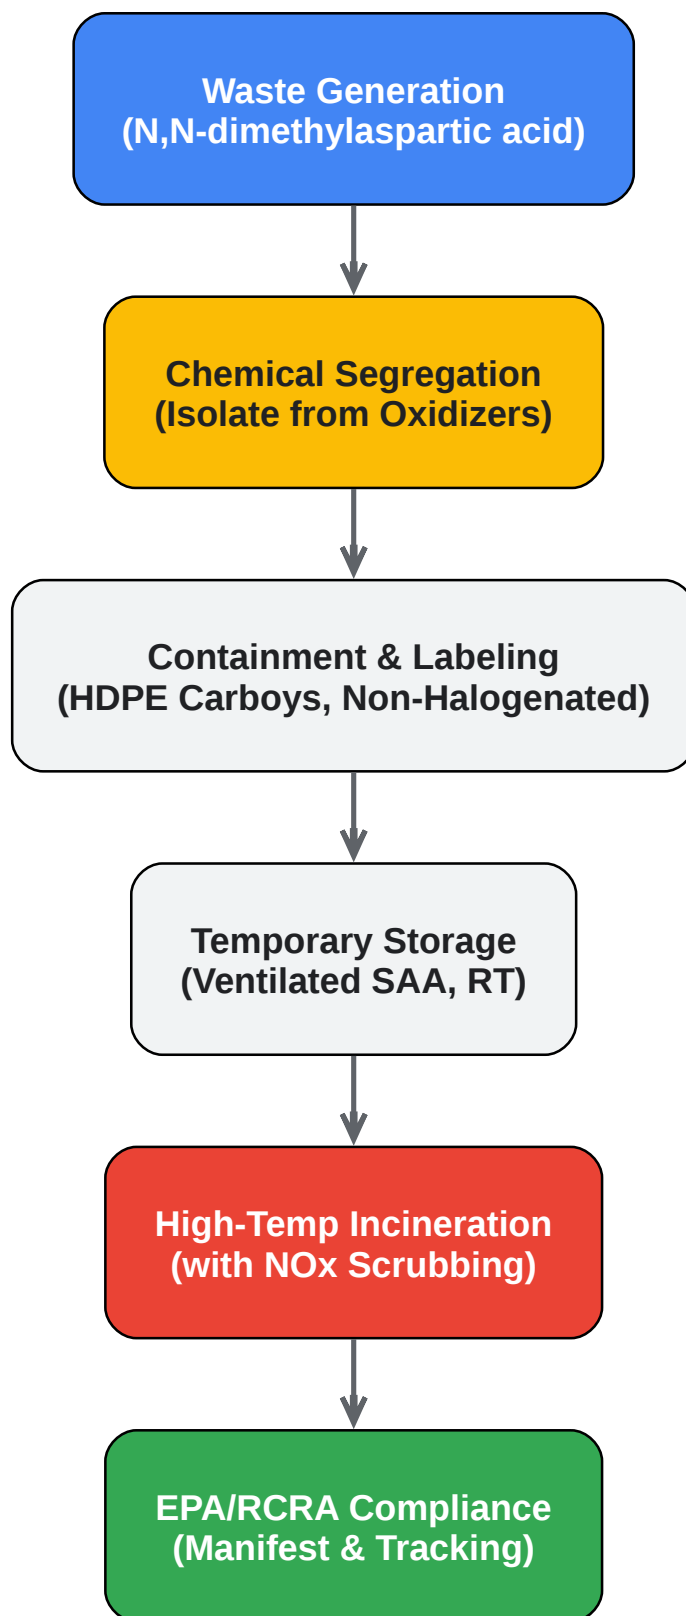 Waste Generation
(N,N-dimethylaspartic acid)
Chemical Segregation
(Isolate from Oxidizers)
Containment & Labeling
(HDPE Carboys, Non-Halogenated)
Temporary Storage
(Ventilated SAA, RT)
High-Temp Incineration
(with NOx Scrubbing)
EPA/RCRA Compliance
(Manifest & Tracking)